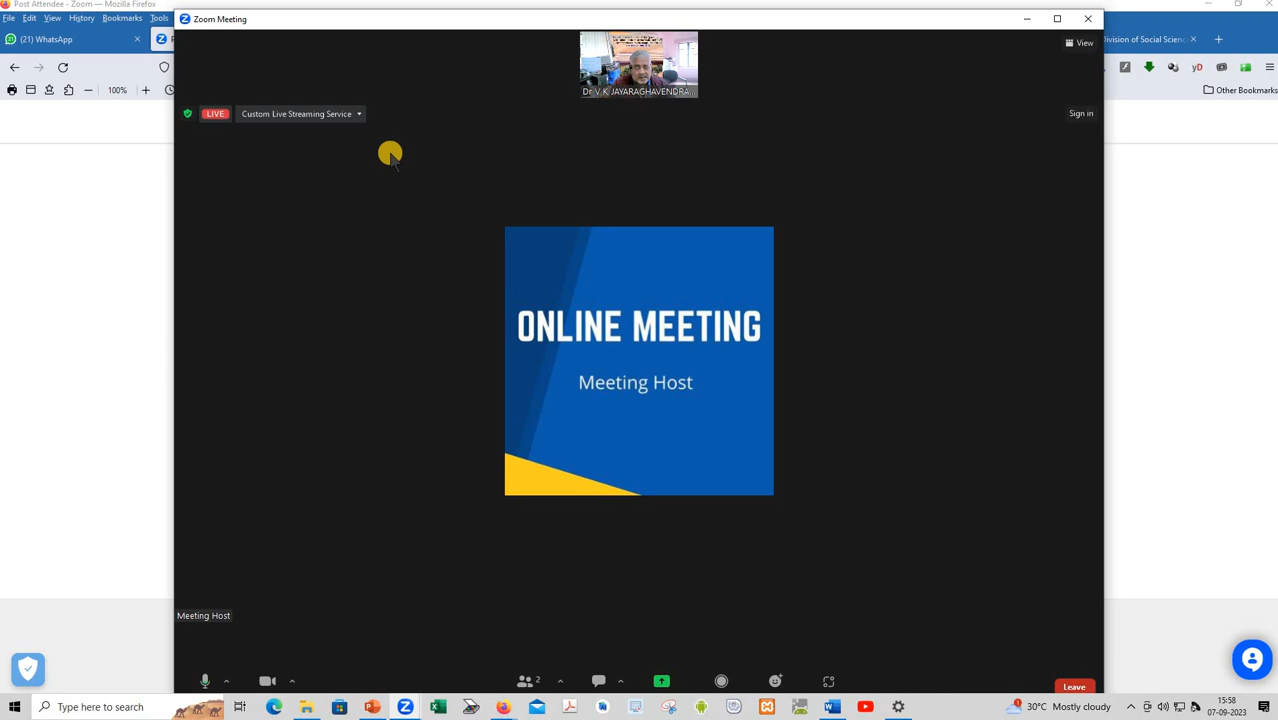 Post Attendee - Zoom — Mozilla Firefox
File Edit View History Bookmarks Tools
(21) WhatsApp
Division of Social Scienc
100%
Other Bookmarks
Zoom Meeting
View
Dr V K JAYARAGHAVENDRA...
LIVE
Custom Live Streaming Service
Sign in
ONLINE MEETING
Meeting Host
Meeting Host
2
Leave
Type here to search
30°C Mostly cloudy
15:58
07-09-2023